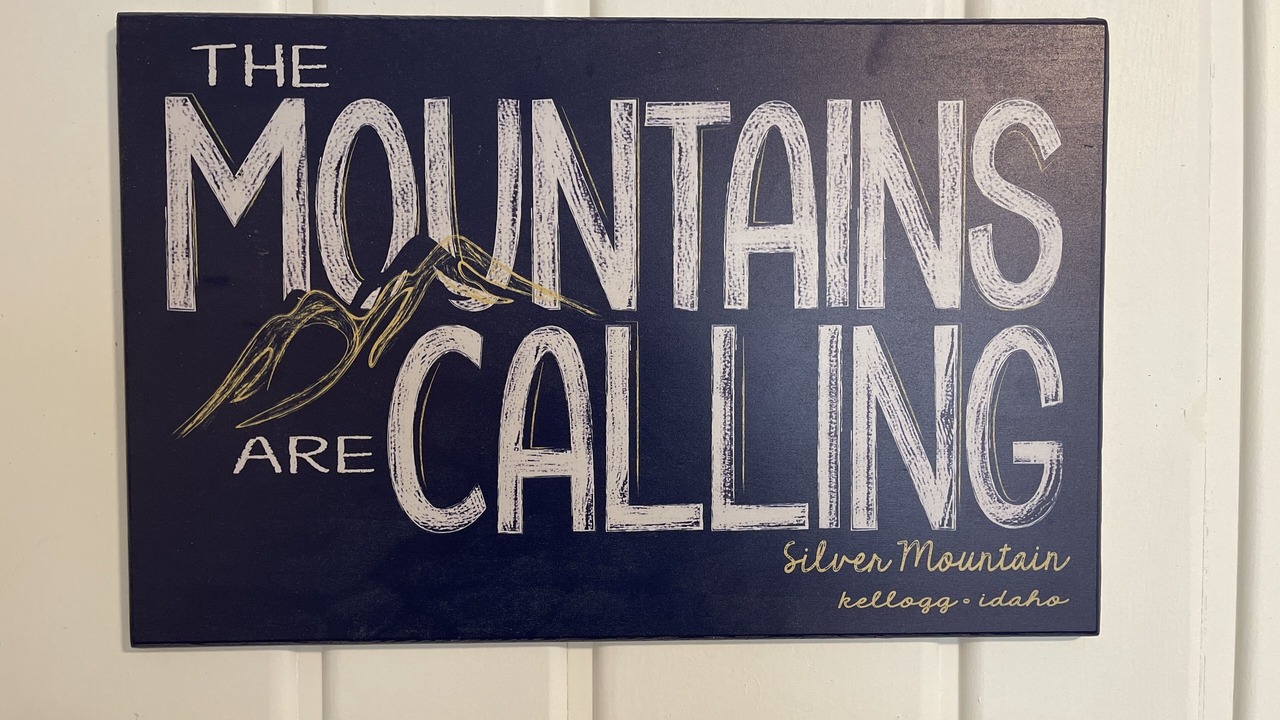 THE
MOUNTAINS
ARE CALLING
Silver Mountain
kellogg • idaho